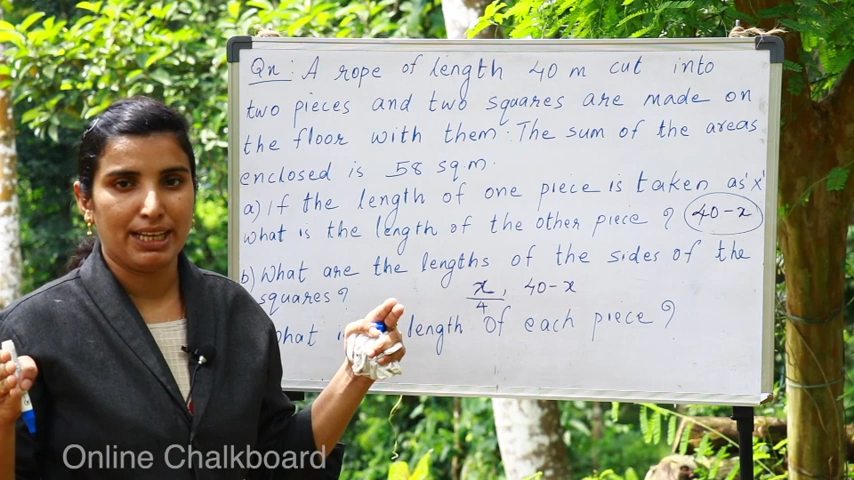 Qn: A rope of length 40 m cut into
two pieces and two squares are made on
the floor with them. The sum of the areas
enclosed is 58 sq.m.
a) If the length of one piece is taken as 'x'
what is the length of the other piece ? 40-x
b) What are the lengths of the sides of the
squares? x/4, 40-x
length of each piece ?
Online Chalkboard